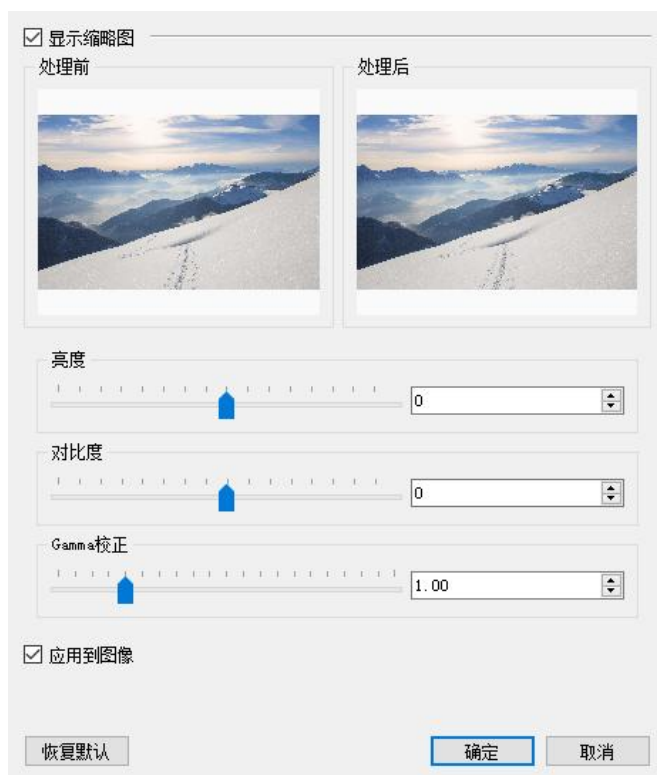 显示缩略图
处理前
处理后
亮度
0
对比度
0
Gamma校正
1.00
应用到图像
恢复默认
确定
取消